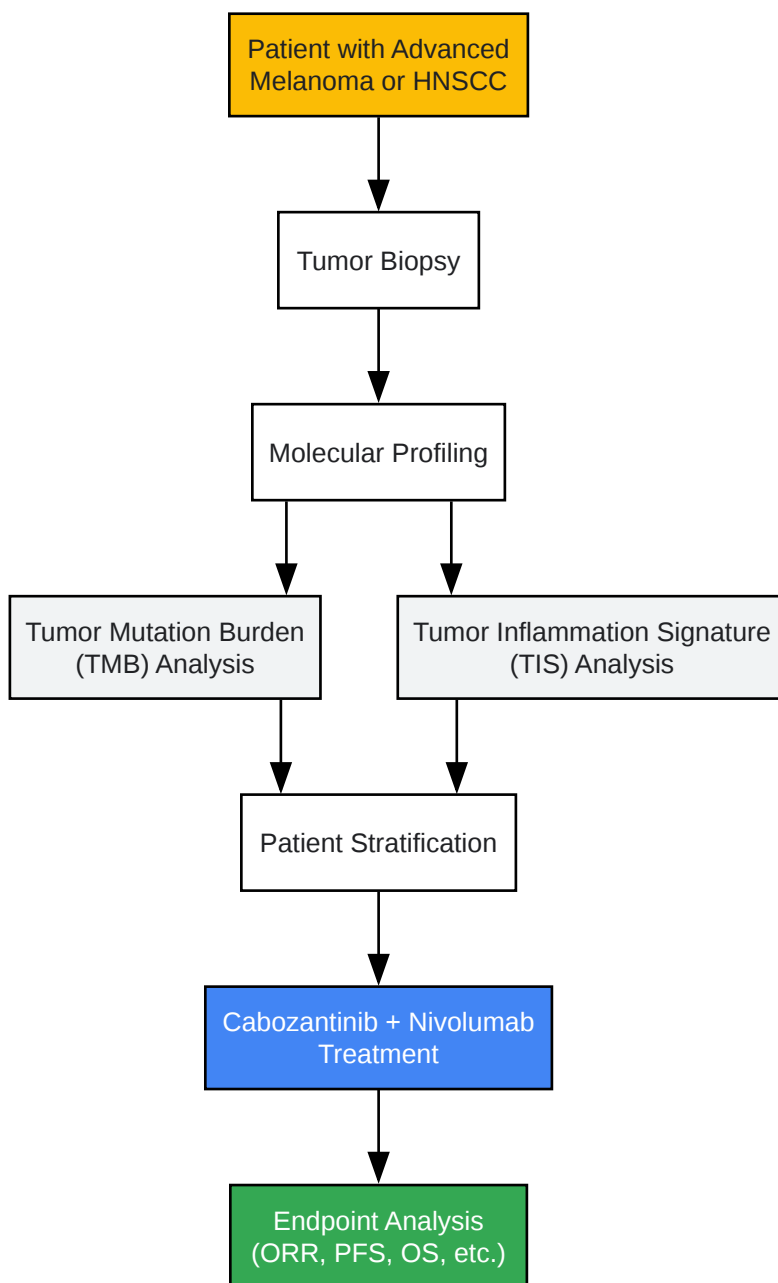 Patient with Advanced
Melanoma or HNSCC
Tumor Biopsy
Molecular Profiling
Tumor Mutation Burden
(TMB) Analysis
Tumor Inflammation Signature
(TIS) Analysis
Patient Stratification
Cabozantinib + Nivolumab
Treatment
Endpoint Analysis
(ORR, PFS, OS, etc.)